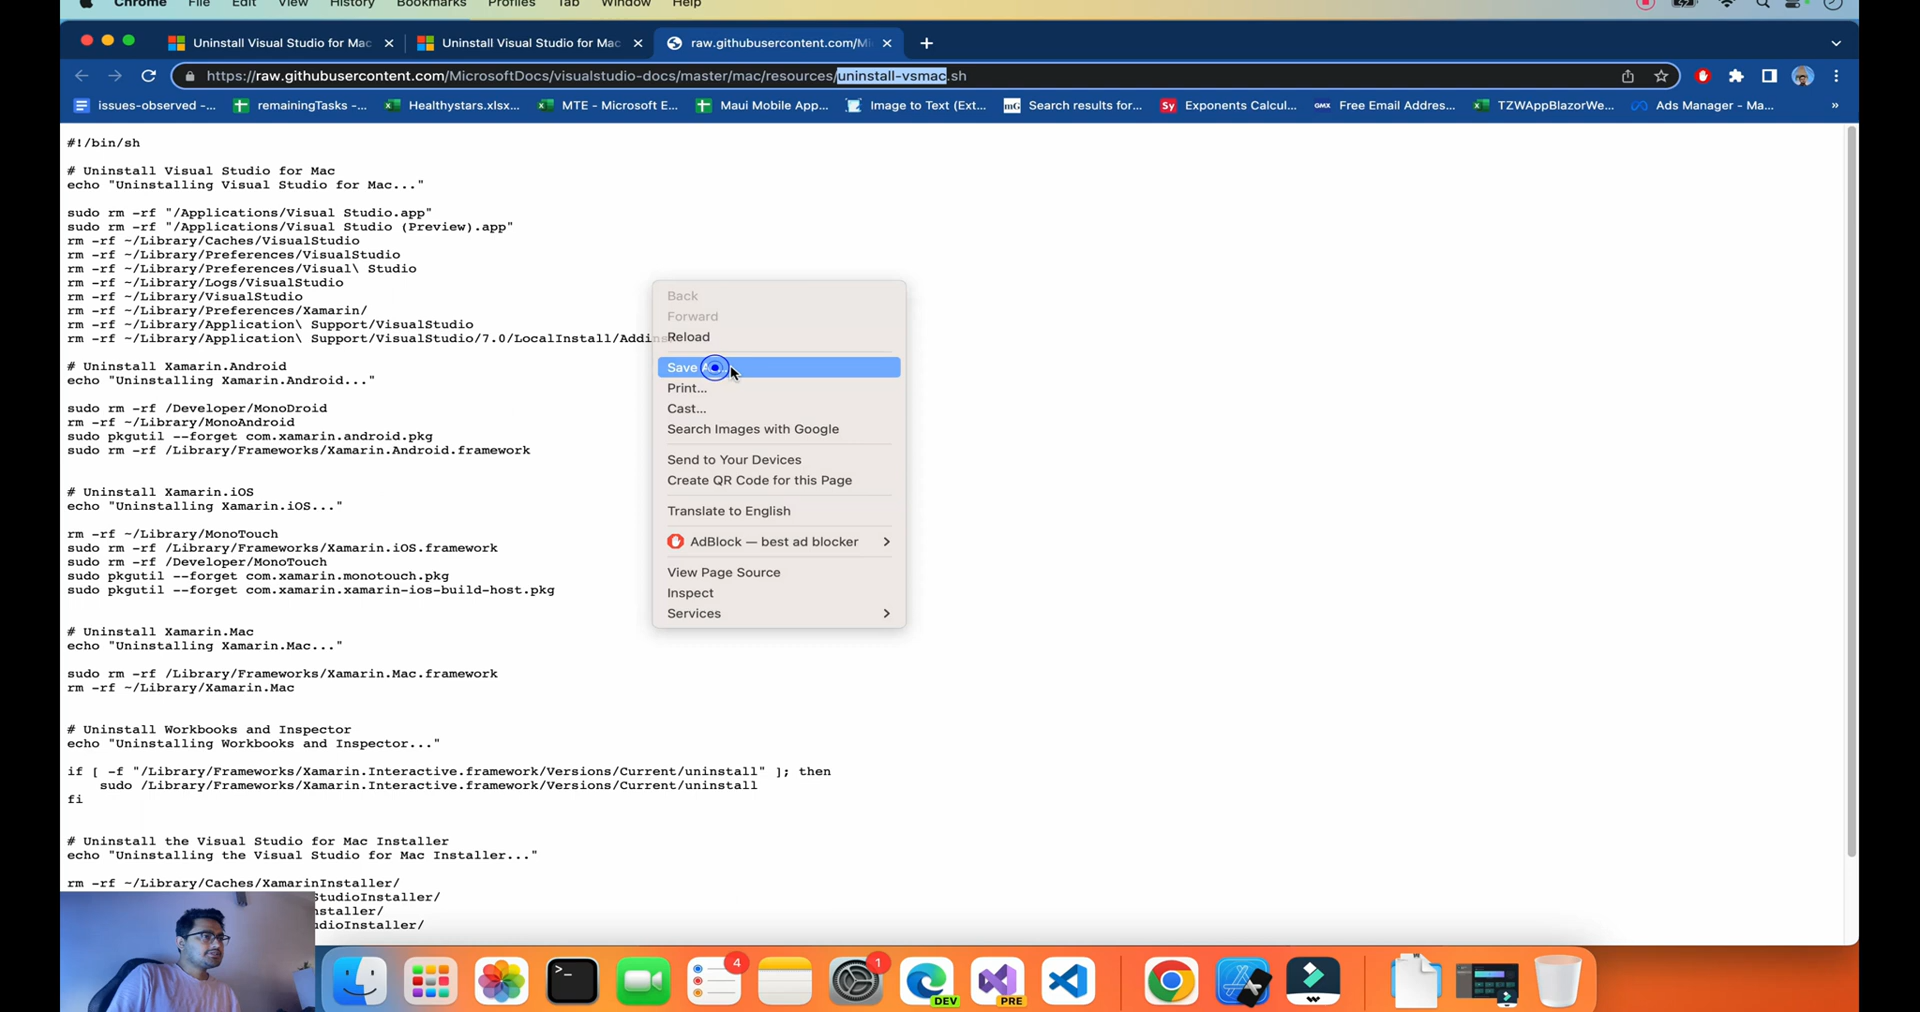 Chrome File Edit View History Bookmarks Profiles Tab Window Help
Uninstall Visual Studio for Mac
Uninstall Visual Studio for Mac
raw.githubusercontent.com/Mi
https://raw.githubusercontent.com/MicrosoftDocs/visualstudio-docs/master/mac/resources/uninstall-vsmac.sh
issues-observed -... remainingTasks -... Healthystars.xlsx... MTE - Microsoft E... Maui Mobile App... Image to Text (Ext... Search results for... Sy Exponents Calcul... GMX Free Email Addres... TZWAppBlazorWe... Ads Manager - Ma... »
#!/bin/sh
# Uninstall Visual Studio for Mac
echo "Uninstalling Visual Studio for Mac..."
sudo rm -rf "/Applications/Visual Studio.app"
sudo rm -rf "/Applications/Visual Studio (Preview).app"
rm -rf ~/Library/Caches/VisualStudio
rm -rf ~/Library/Preferences/VisualStudio
rm -rf ~/Library/Preferences/Visual\ Studio
rm -rf ~/Library/Logs/VisualStudio
rm -rf ~/Library/VisualStudio
rm -rf ~/Library/Preferences/Xamarin/
rm -rf ~/Library/Application\ Support/VisualStudio
rm -rf ~/Library/Application\ Support/VisualStudio/7.0/LocalInstall/Addins
# Uninstall Xamarin.Android
echo "Uninstalling Xamarin.Android..."
sudo rm -rf /Developer/MonoDroid
rm -rf ~/Library/MonoAndroid
sudo pkgutil --forget com.xamarin.android.pkg
sudo rm -rf /Library/Frameworks/Xamarin.Android.framework
# Uninstall Xamarin.iOS
echo "Uninstalling Xamarin.iOS..."
rm -rf ~/Library/MonoTouch
sudo rm -rf /Library/Frameworks/Xamarin.iOS.framework
sudo rm -rf /Developer/MonoTouch
sudo pkgutil --forget com.xamarin.monotouch.pkg
sudo pkgutil --forget com.xamarin.xamarin-ios-build-host.pkg
# Uninstall Xamarin.Mac
echo "Uninstalling Xamarin.Mac..."
sudo rm -rf /Library/Frameworks/Xamarin.Mac.framework
rm -rf ~/Library/Xamarin.Mac
# Uninstall Workbooks and Inspector
echo "Uninstalling Workbooks and Inspector..."
if [ -f "/Library/Frameworks/Xamarin.Interactive.framework/Versions/Current/uninstall" ]; then
sudo /Library/Frameworks/Xamarin.Interactive.framework/Versions/Current/uninstall
fi
# Uninstall the Visual Studio for Mac Installer
echo "Uninstalling the Visual Studio for Mac Installer..."
rm -rf ~/Library/Caches/XamarinInstaller/
StudioInstaller/
nstaller/
dioInstaller/
Back
Forward
Reload
Save
Print...
Cast...
Search Images with Google
Send to Your Devices
Create QR Code for this Page
Translate to English
AdBlock — best ad blocker
View Page Source
Inspect
Services
>_
4
1
DEV
PRE